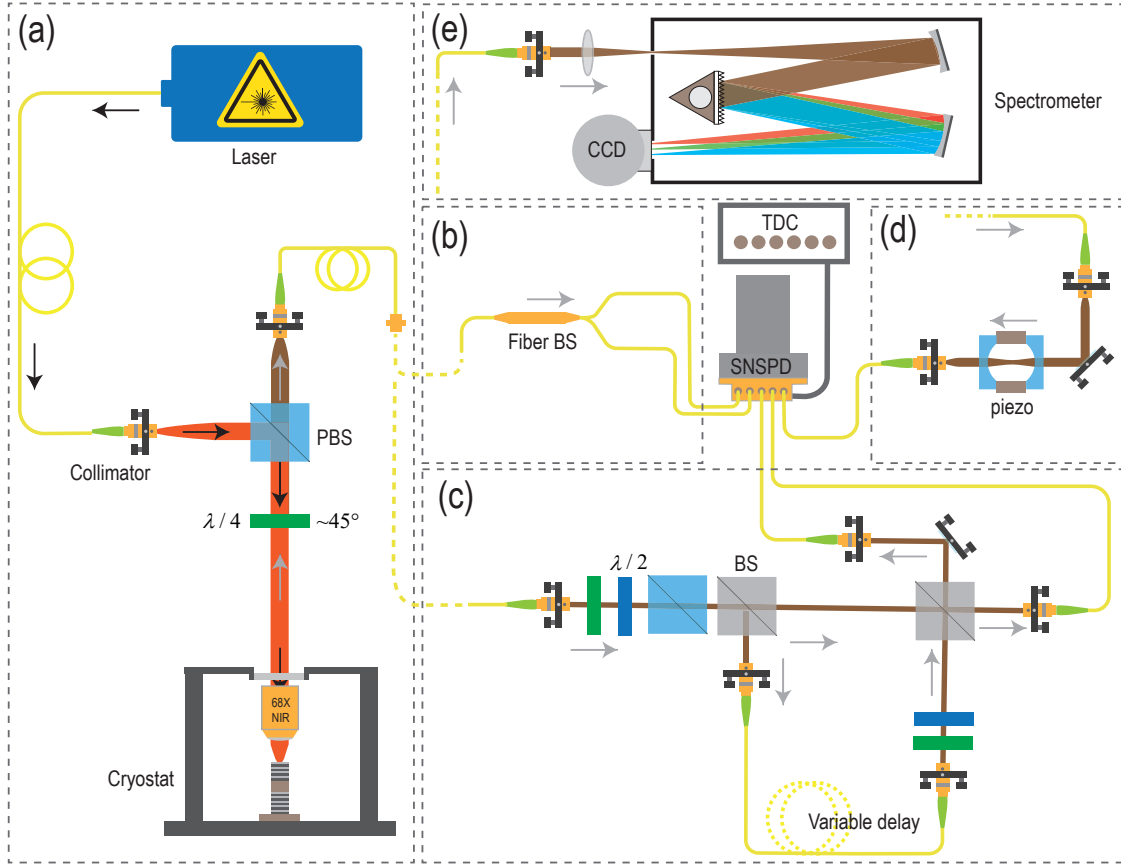 (a)
Laser
Collimator
PBS
λ / 4
~45°
68X
NIR
Cryostat
(e)
Spectrometer
CCD
(b)
Fiber BS
TDC
SNSPD
(d)
piezo
(c)
λ / 2
BS
Variable delay